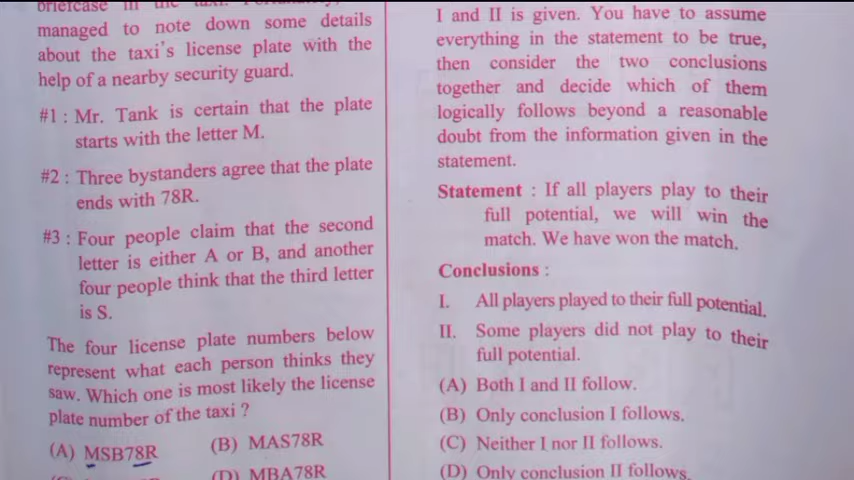 briefcase in the taxi.
managed to note down some details
about the taxi's license plate with the
help of a nearby security guard.
#1 : Mr. Tank is certain that the plate
starts with the letter M.
#2 : Three bystanders agree that the plate
ends with 78R.
#3 : Four people claim that the second
letter is either A or B, and another
four people think that the third letter
is S.
The four license plate numbers below
represent what each person thinks they
saw. Which one is most likely the license
plate number of the taxi ?
(A) MSB78R (B) MAS78R
(D) MBA78R
I and II is given. You have to assume
everything in the statement to be true,
then consider the two conclusions
together and decide which of them
logically follows beyond a reasonable
doubt from the information given in the
statement.
Statement : If all players play to their
full potential, we will win the
match. We have won the match.
Conclusions :
I. All players played to their full potential.
II. Some players did not play to their
full potential.
(A) Both I and II follow.
(B) Only conclusion I follows.
(C) Neither I nor II follows.
(D) Only conclusion II follows.